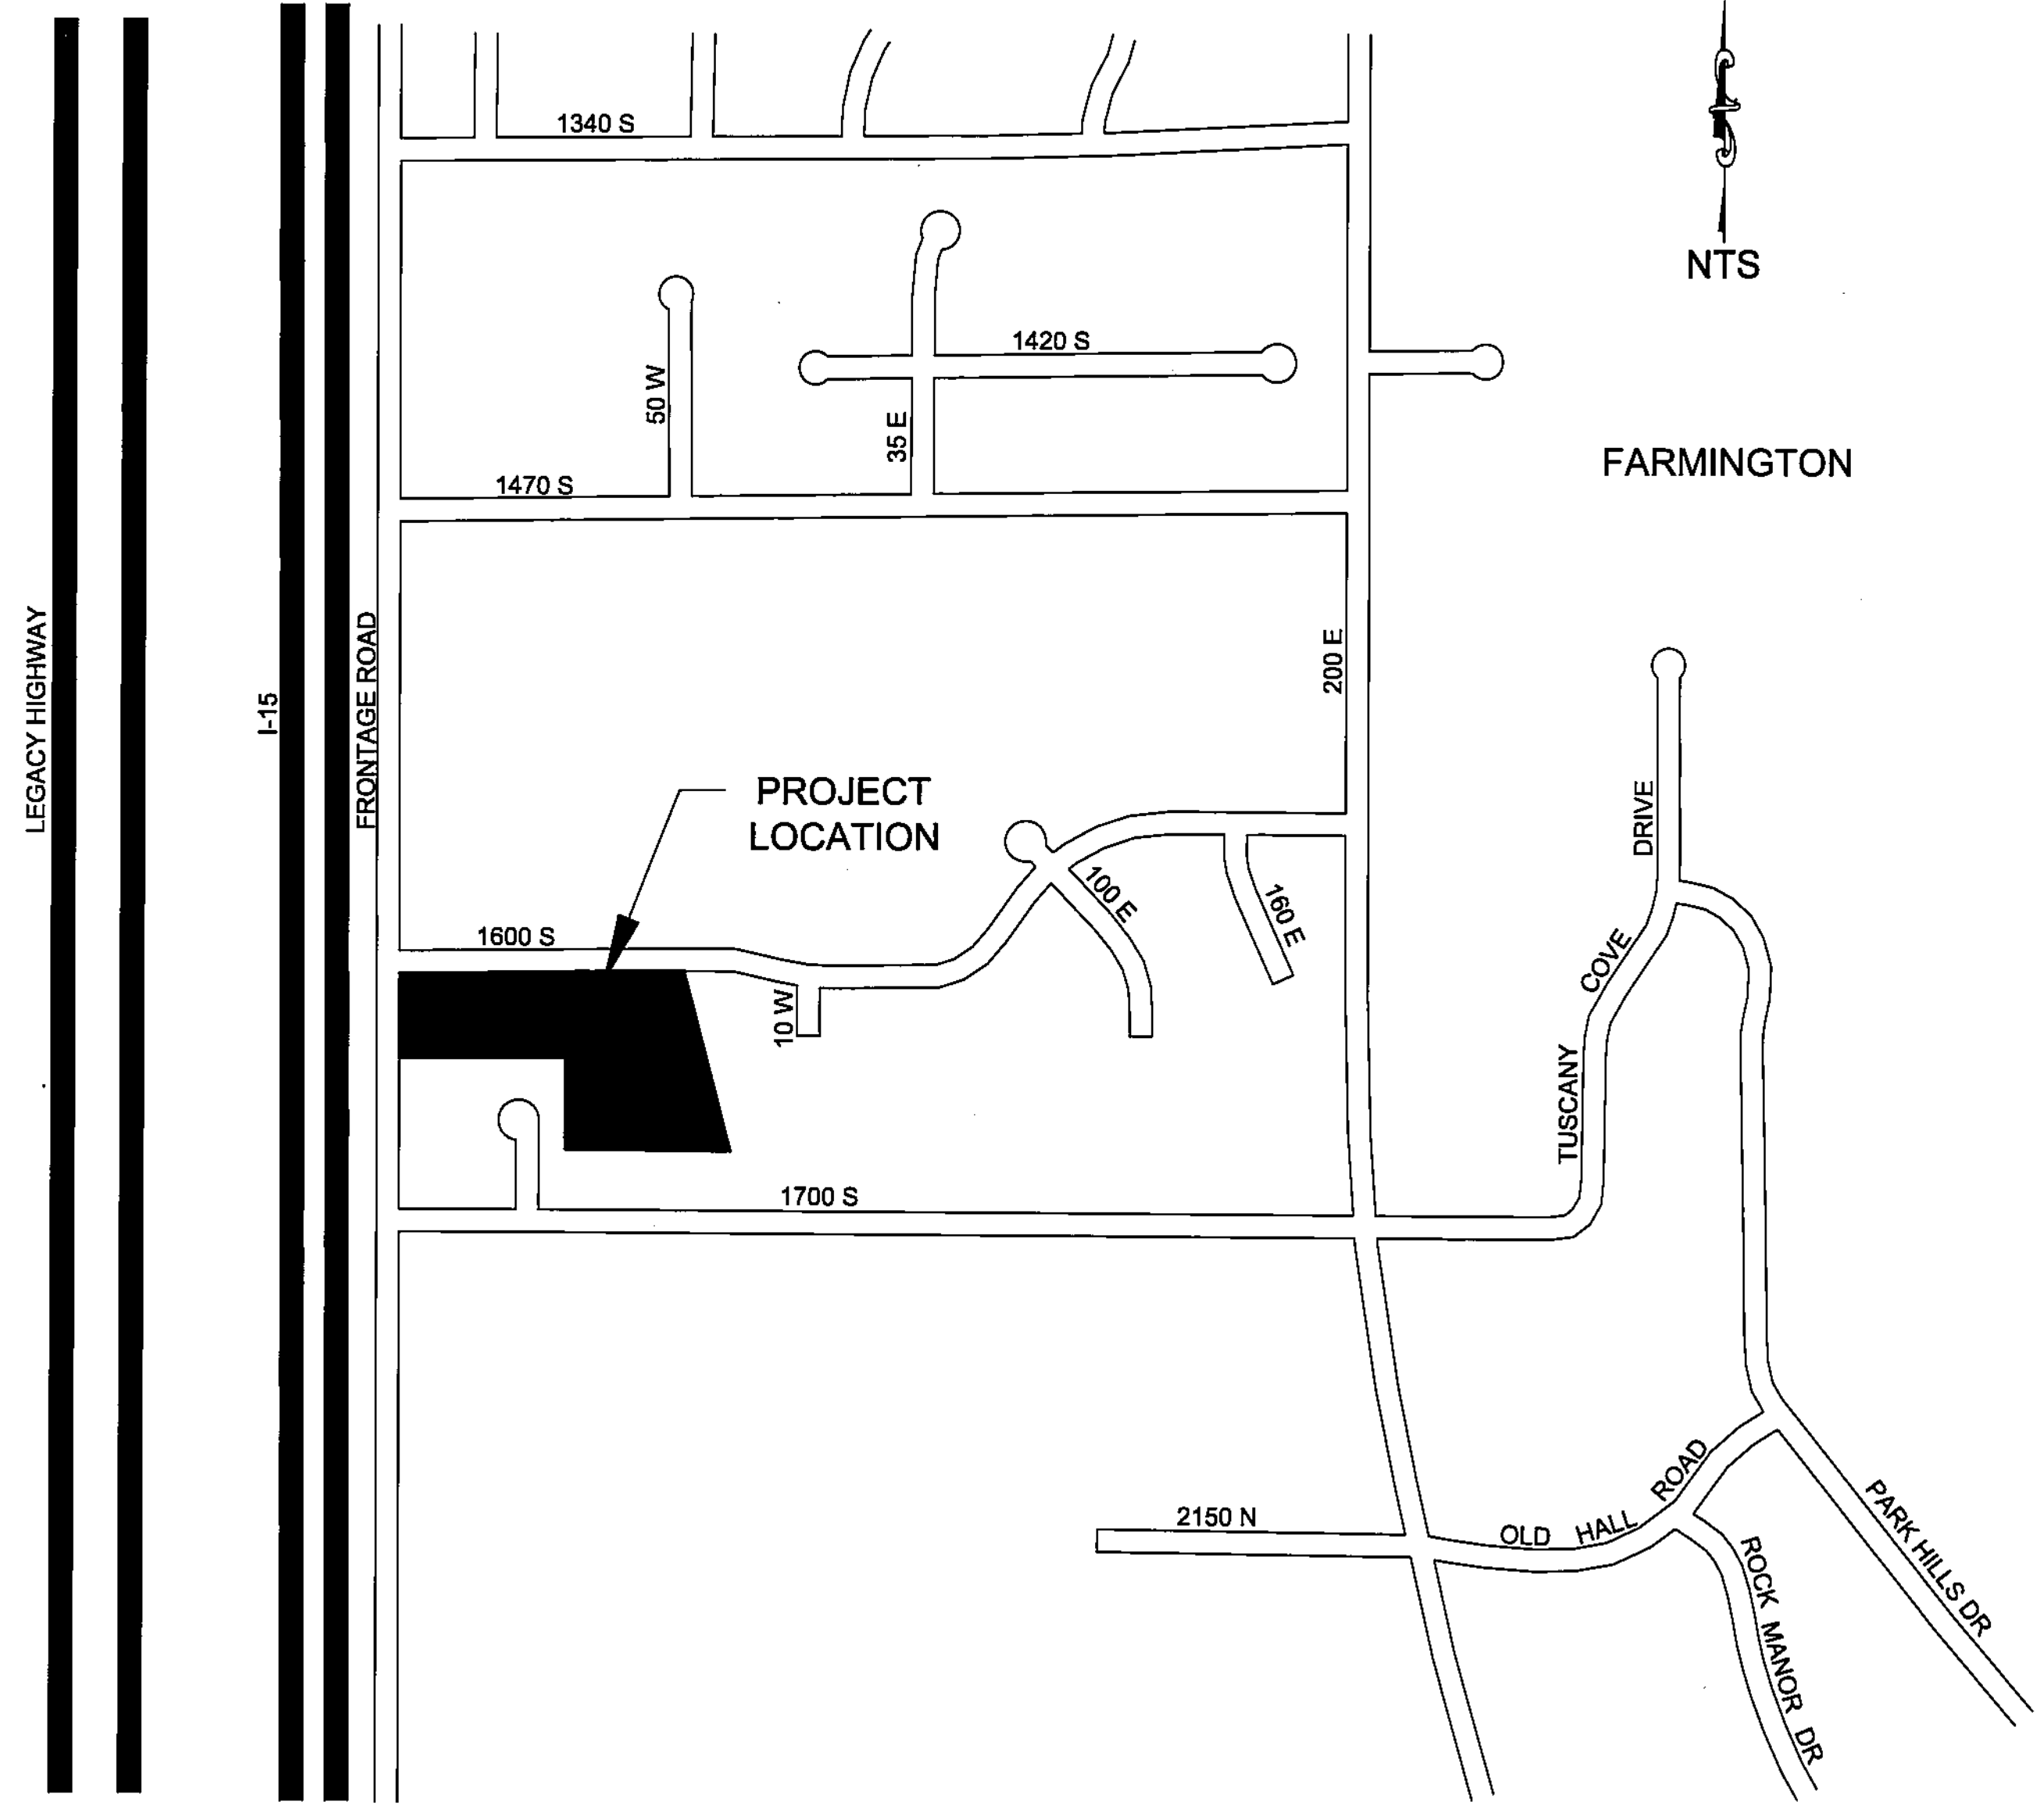 1340 S
NTS
1420 S
50 W
35 E
FARMINGTON
1470 S
LEGACY HIGHWAY
I-15
FRONTAGE ROAD
200 E
PROJECT
LOCATION
TUSCANY COVE DRIVE
100 E
160 E
1600 S
10 W
1700 S
2150 N
OLD HALL ROAD
PARK HILLS DR
ROCK MANOR DR